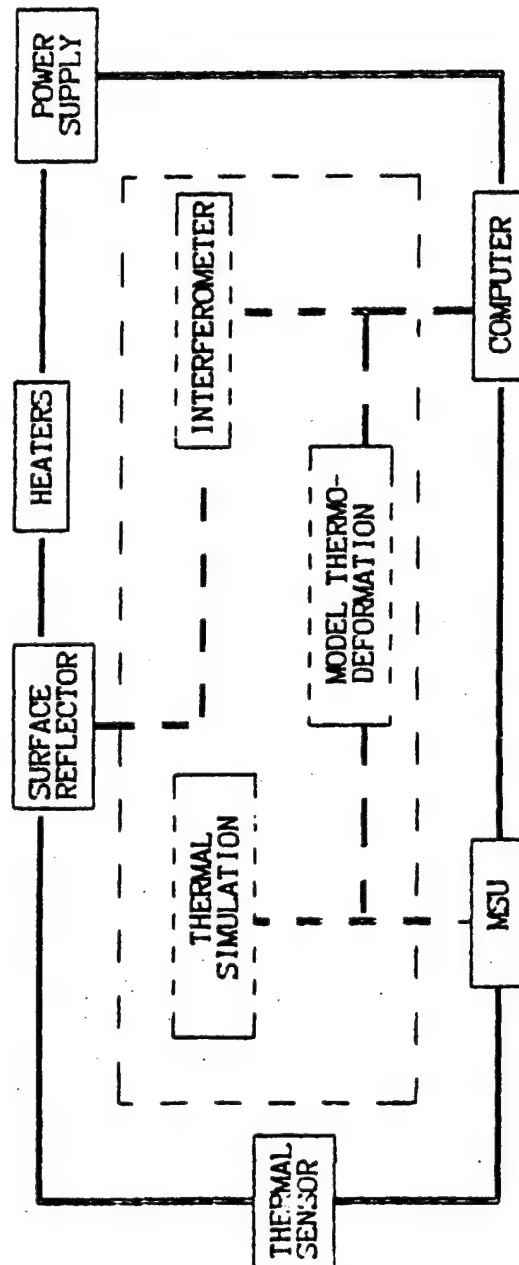 SURFACE
REFLECTOR
HEATERS
POWER
SUPPLY
THERMAL
SIMULATION
INTERFEROMETER
THERMAL
SENSOR
MODEL THERMO-
DEFORMATION
MSU
COMPUTER